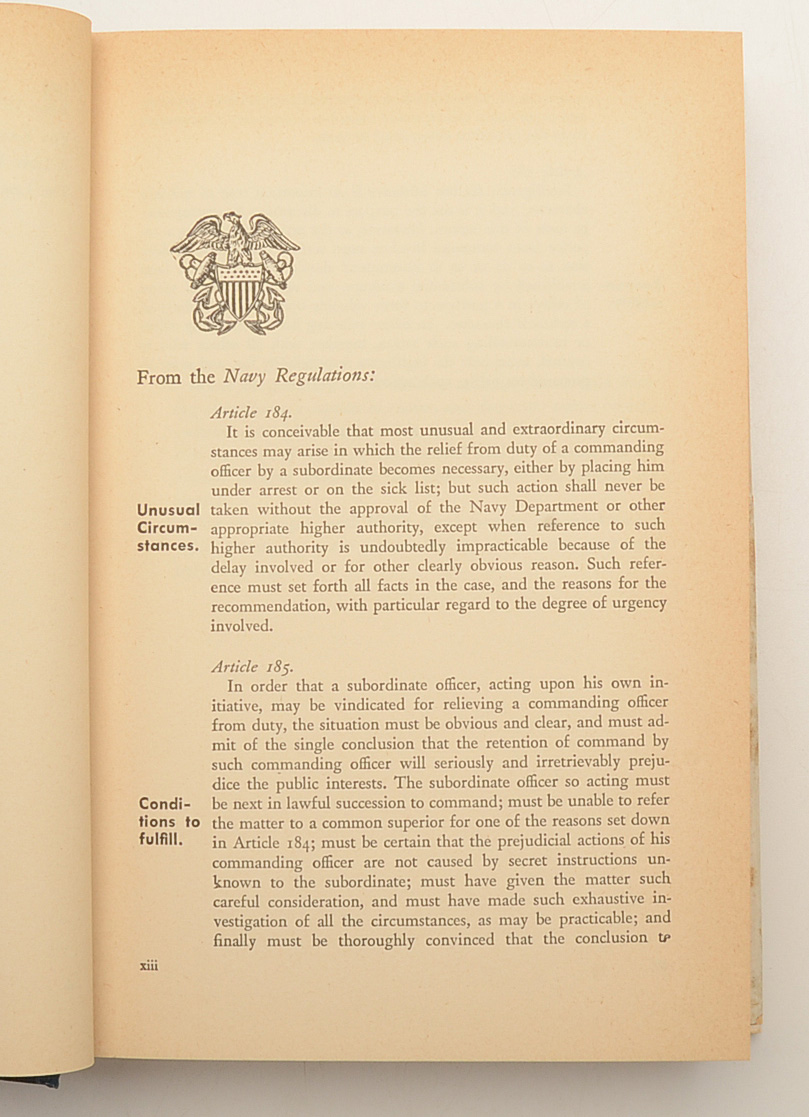 From the Navy Regulations:
Article 184.
It is conceivable that most unusual and extraordinary circum-
stances may arise in which the relief from duty of a commanding
officer by a subordinate becomes necessary, either by placing him
under arrest or on the sick list; but such action shall never be
Unusual
Circum-
stances.
taken without the approval of the Navy Department or other
appropriate higher authority, except when reference to such
higher authority is undoubtedly impracticable because of the
delay involved or for other clearly obvious reason. Such refer-
ence must set forth all facts in the case, and the reasons for the
recommendation, with particular regard to the degree of urgency
involved.
Article 185.
In order that a subordinate officer, acting upon his own in-
itiative, may be vindicated for relieving a commanding officer
from duty, the situation must be obvious and clear, and must ad-
mit of the single conclusion that the retention of command by
such commanding officer will seriously and irretrievably preju-
dice the public interests. The subordinate officer so acting must
Condi-
tions to
fulfill.
be next in lawful succession to command; must be unable to refer
the matter to a common superior for one of the reasons set down
in Article 184; must be certain that the prejudicial actions of his
commanding officer are not caused by secret instructions un-
known to the subordinate; must have given the matter such
careful consideration, and must have made such exhaustive in-
vestigation of all the circumstances, as may be practicable; and
finally must be thoroughly convinced that the conclusion to
xiii